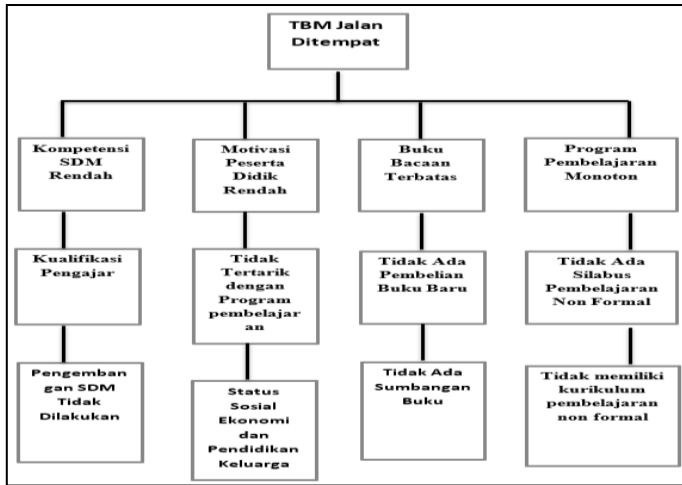 TBM Jalan
Ditempat
Kompetensi
SDM
Rendah
Motivasi
Peserta
Didik
Rendah
Buku
Bacaan
Terbatas
Program
Pembelajaran
Monoton
Kualifikasi
Pengajar
Tidak
Tertarik
dengan
Program
pembelajar
an
Tidak Ada
Pembelian
Buku Baru
Tidak Ada
Silabus
Pembelajaran
Non Formal
Pengemban
gan SDM
Tidak
Dilakukan
Status
Sosial
Ekonomi
dan
Pendidikan
Keluarga
Tidak Ada
Sumbangan
Buku
Tidak memiliki
kurikulum
pembelajaran
non formal